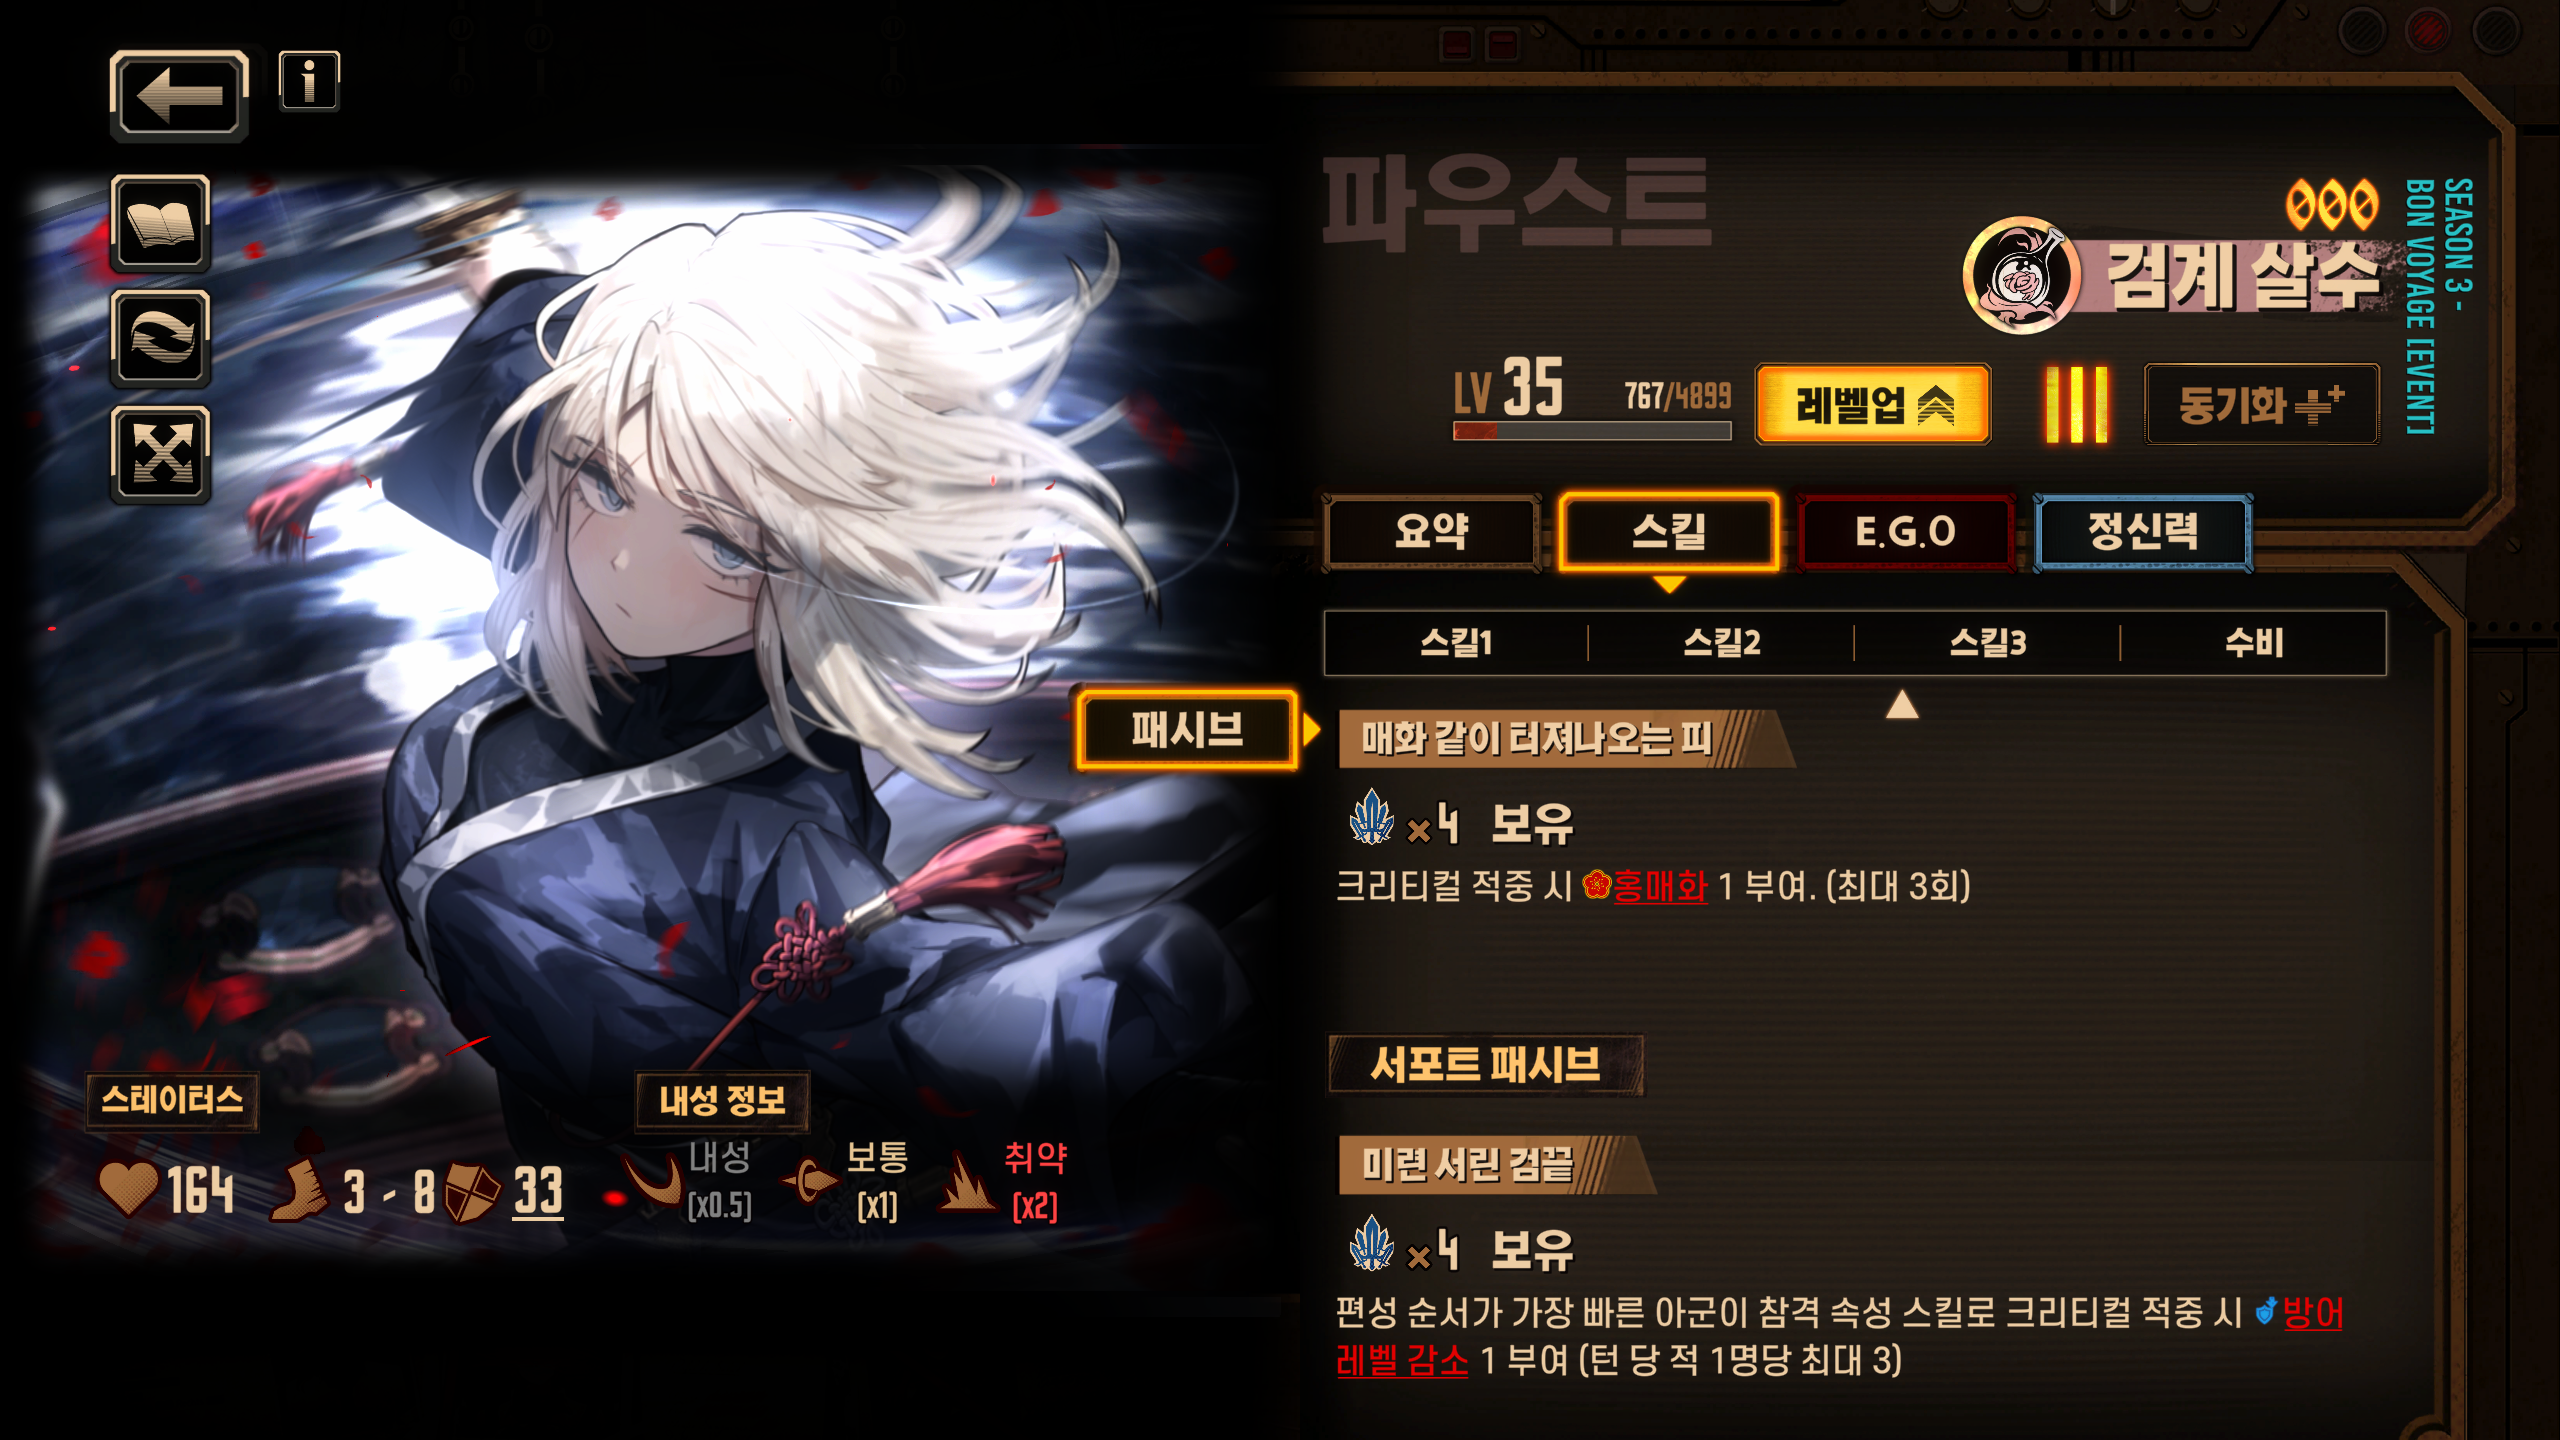 파우스트
000
검계 살수
SEASON 3 -
BON VOYAGE [EVENT]
LV 35
767/4899
레벨업
동기화
요약
스킬
E.G.O
정신력
스킬1
스킬2
스킬3
수비
패시브
매화 같이 터져나오는 피
×4 보유
크리티컬 적중 시 홍매화 1 부여. (최대 3회)
서포트 패시브
미련 서린 검끝
×4 보유
편성 순서가 가장 빠른 아군이 참격 속성 스킬로 크리티컬 적중 시 방어
레벨 감소 1 부여 (턴 당 적 1명당 최대 3)
스테이터스
164
3 - 8
33
내성 정보
내성
(x0.5)
보통
(x1)
취약
(x2)